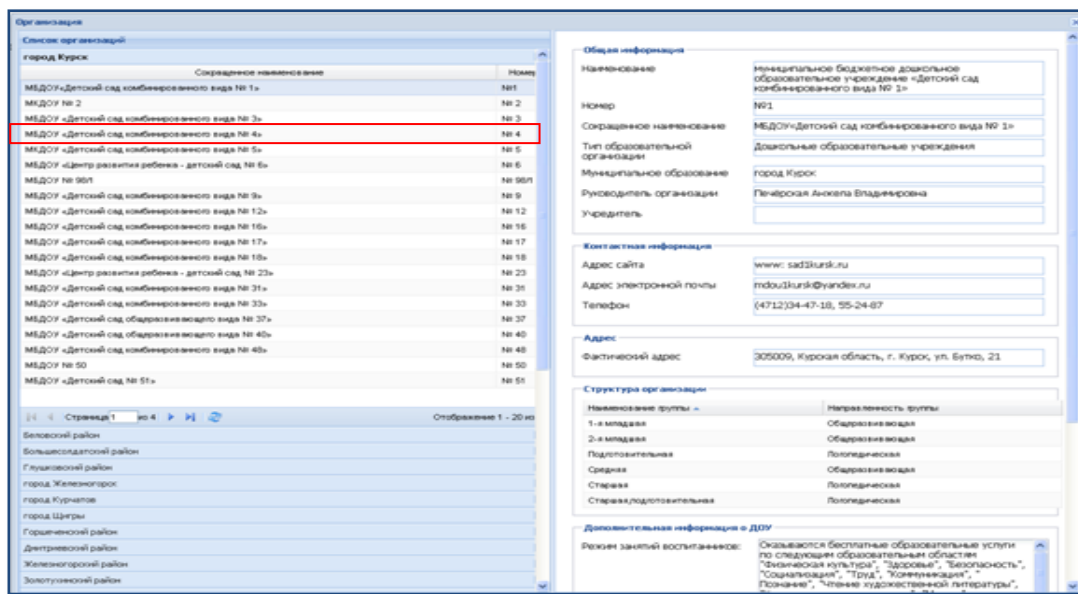 Организация
Список организаций
город Курск
Сокращенное наименование Номер
МБДОУ«Детский сад комбинированного вида № 1» №1
МКДОУ № 2 № 2
МБДОУ «Детский сад комбинированного вида № 3» № 3
МБДОУ «Детский сад комбинированного вида № 4» № 4
МКДОУ «Детский сад комбинированного вида № 5» № 5
МБДОУ «Центр развития ребенка - детский сад № 6» № 6
МБДОУ № 98/1 № 98/1
МБДОУ «Детский сад комбинированного вида № 9» № 9
МБДОУ «Детский сад комбинированного вида № 12» № 12
МБДОУ «Детский сад комбинированного вида № 16» № 16
МБДОУ «Детский сад комбинированного вида № 17» № 17
МБДОУ «Детский сад комбинированного вида № 18» № 18
МБДОУ «Центр развития ребенка - детский сад № 23» № 23
МБДОУ «Детский сад комбинированного вида № 31» № 31
МБДОУ «Детский сад комбинированного вида № 33» № 33
МБДОУ «Детский сад общеразвивающего вида № 37» № 37
МБДОУ «Детский сад общеразвивающего вида № 40» № 40
МБДОУ «Детский сад комбинированного вида № 48» № 48
МБДОУ № 50 № 50
МБДОУ «Детский сад № 51» № 51
Страница 1 из 4 Отображение 1 - 20 из
Беловский район
Большесолдатский район
Глушковский район
город Железногорск
город Курчатов
город Щигры
Горшеченский район
Дмитриевский район
Железногорский район
Золотухинский район
Общая информация
Наименование муниципальное бюджетное дошкольное
образовательное учреждение «Детский сад
комбинированного вида № 1»
Номер №1
Сокращенное наименование МБДОУ«Детский сад комбинированного вида № 1»
Тип образовательной Дошкольные образовательные учреждения
организации
Муниципальное образование город Курск
Руководитель организации Печёрская Анжела Владимировна
Учредитель
Контактная информация
Адрес сайта www: sad1kursk.ru
Адрес электронной почты mdou1kursk@yandex.ru
Телефон (4712)34-47-18, 55-24-87
Адрес
Фактический адрес 305009, Курская область, г. Курск, ул. Бутко, 21
Структура организации
Наименование группы Направленность группы
1-я младшая Общеразвивающая
2-я младшая Общеразвивающая
Подготовительная Логопедическая
Средняя Общеразвивающая
Старшая Логопедическая
Старшая,подготовительная Логопедическая
Дополнительная информация о ДОУ
Режим занятий воспитанников: Оказываются бесплатные образовательные услуги
по следующим образовательным областям
"Физическая культура", "Здоровье", "Безопасность",
"Социализация", "Труд", "Коммуникация", "
Познание", "Чтение художественной литературы",